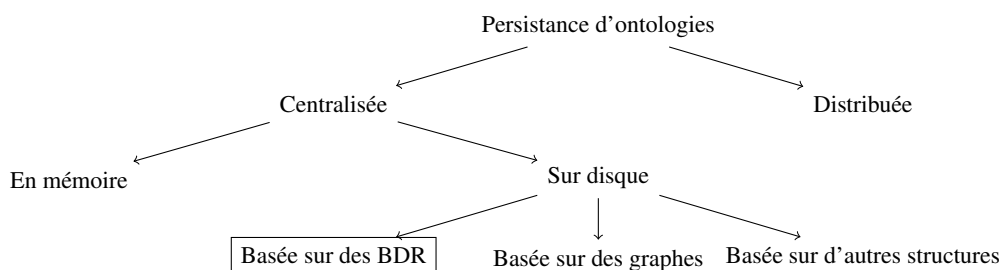 Persistance d'ontologies
Centralisée
Distribuée
En mémoire
Sur disque
Basée sur des BDR
Basée sur des graphes
Basée sur d'autres structures